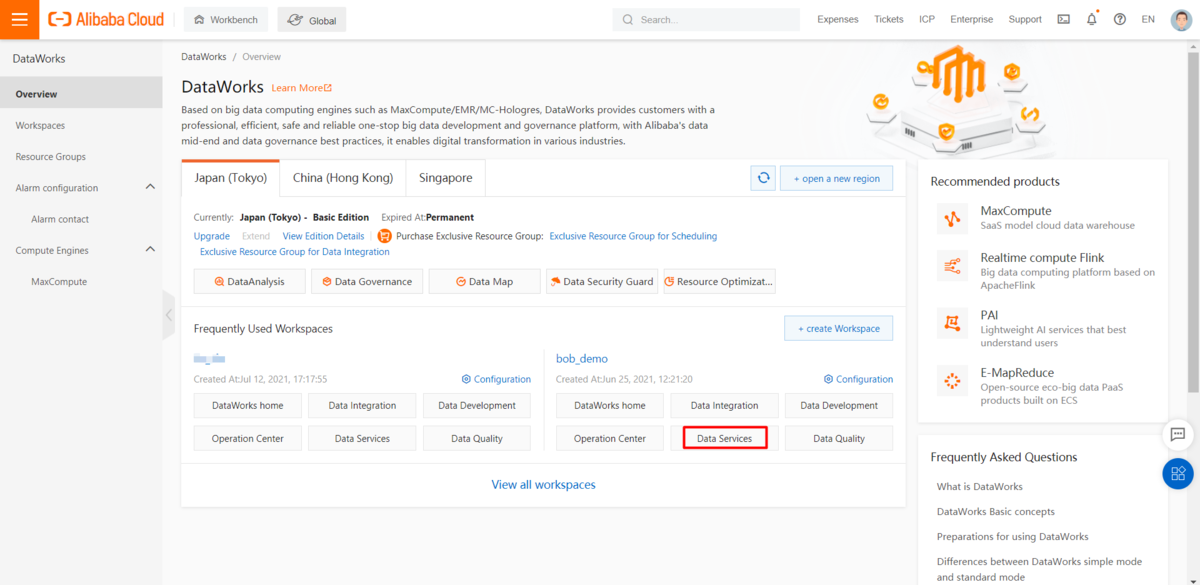 Alibaba Cloud
Workbench
Global
Search...
Expenses
Tickets
ICP
Enterprise
Support
EN
DataWorks
Overview
Workspaces
Resource Groups
Alarm configuration
Alarm contact
Compute Engines
MaxCompute
DataWorks / Overview
DataWorks Learn More
Based on big data computing engines such as MaxCompute/EMR/MC-Hologres, DataWorks provides customers with a
professional, efficient, safe and reliable one-stop big data development and governance platform, with Alibaba's data
mid-end and data governance best practices, it enables digital transformation in various industries.
Japan (Tokyo)
China (Hong Kong)
Singapore
+ open a new region
Currently: Japan (Tokyo) - Basic Edition Expired At:Permanent
Upgrade Extend View Edition Details Purchase Exclusive Resource Group: Exclusive Resource Group for Scheduling
Exclusive Resource Group for Data Integration
DataAnalysis
Data Governance
Data Map
Data Security Guard
Resource Optimizat...
Frequently Used Workspaces
+ create Workspace
Created At:Jul 12, 2021, 17:17:55
Configuration
DataWorks home
Data Integration
Data Development
Operation Center
Data Services
Data Quality
bob_demo
Created At:Jun 25, 2021, 12:21:20
Configuration
DataWorks home
Data Integration
Data Development
Operation Center
Data Services
Data Quality
View all workspaces
Recommended products
MaxCompute
SaaS model cloud data warehouse
Realtime compute Flink
Big data computing platform based on
ApacheFlink
PAI
Lightweight AI services that best
understand users
E-MapReduce
Open-source eco-big data PaaS
products built on ECS
Frequently Asked Questions
What is DataWorks
DataWorks Basic concepts
Preparations for using DataWorks
Differences between DataWorks simple mode
and standard mode